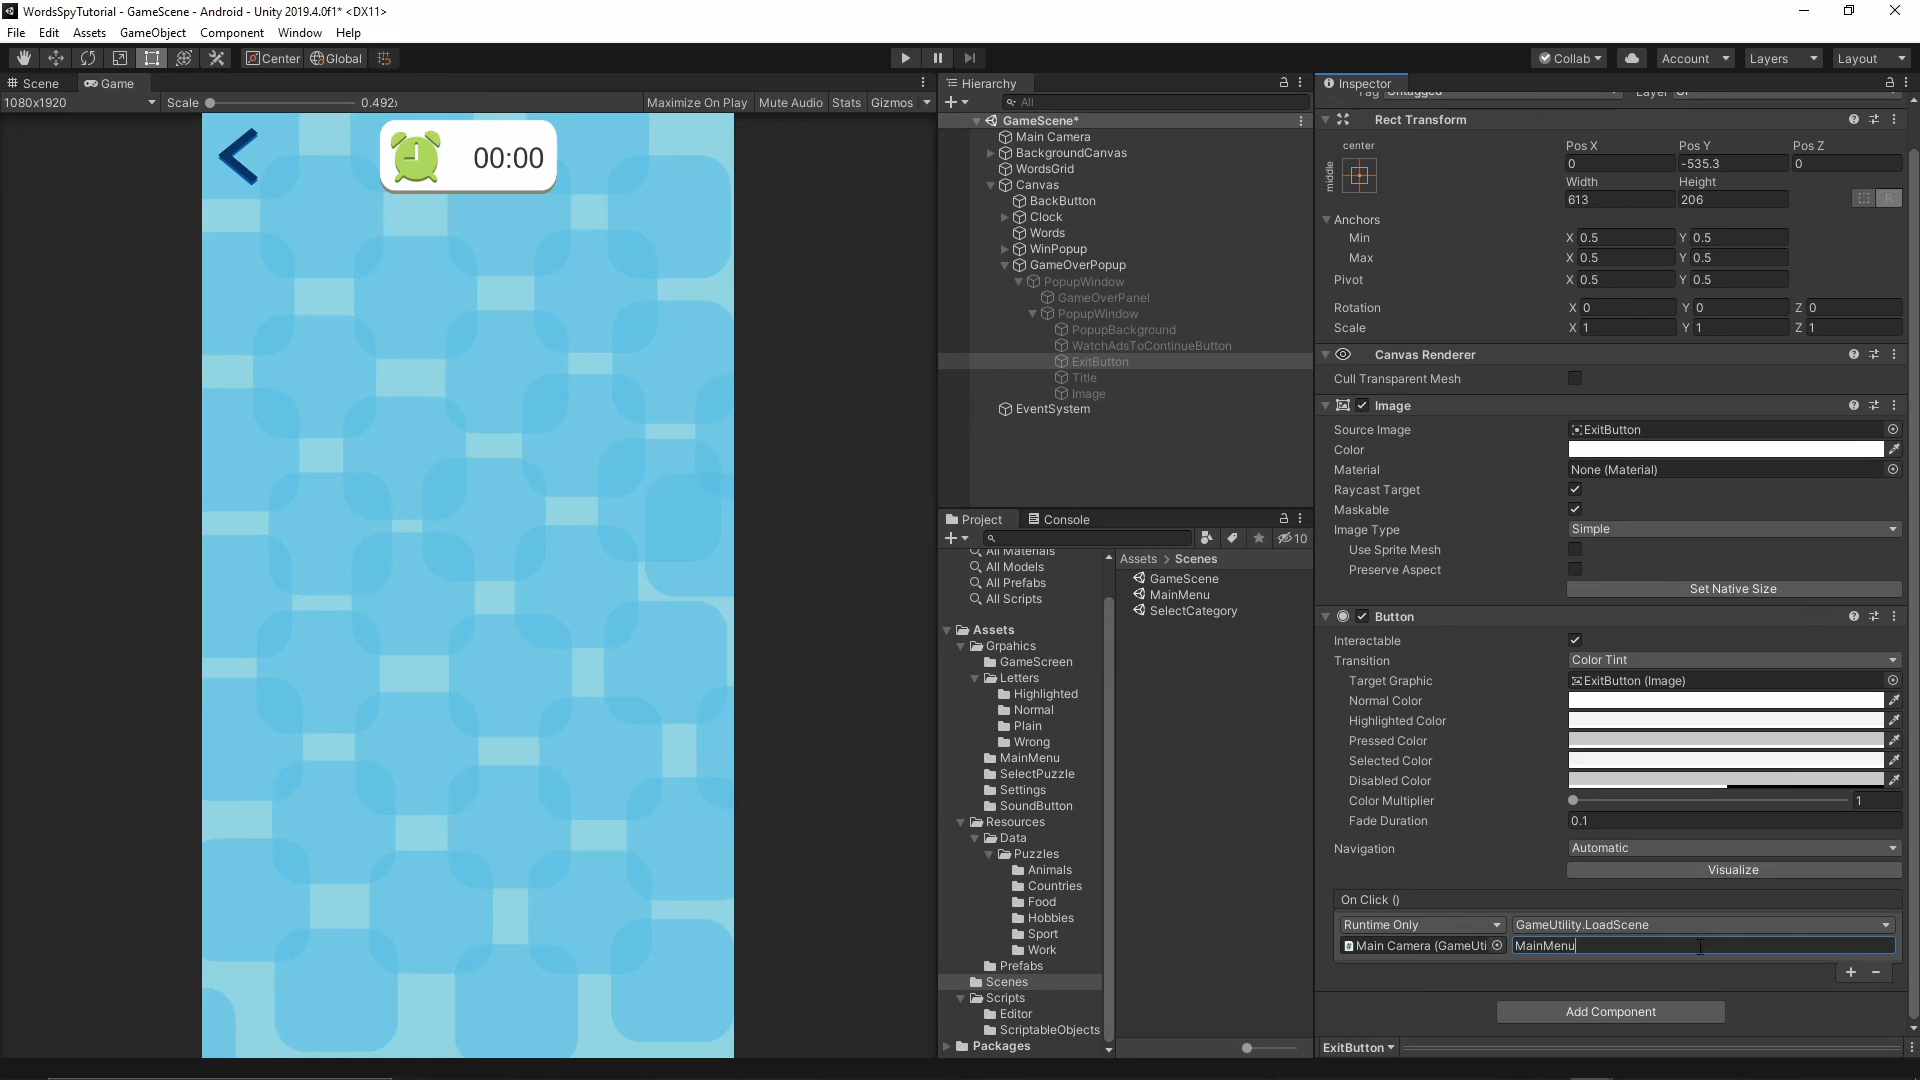 WordsSpyTutorial - GameScene - Android - Unity 2019.4.0f1* <DX11>
File Edit Assets GameObject Component Window Help
Center Global Collab Account Layers Layout
Scene Game
1080x1920 Scale 0.492x Maximize On Play Mute Audio Stats Gizmos
00:00
Hierarchy
All
GameScene*
Main Camera
BackgroundCanvas
WordsGrid
Canvas
BackButton
Clock
Words
WinPopup
GameOverPopup
PopupWindow
GameOverPanel
PopupWindow
PopupBackground
WatchAdsToContinueButton
ExitButton
Title
Image
EventSystem
Project Console
10
All Materials
All Models
All Prefabs
All Scripts
Assets
Grpahics
GameScreen
Letters
Highlighted
Normal
Plain
Wrong
MainMenu
SelectPuzzle
Settings
SoundButton
Resources
Data
Puzzles
Animals
Countries
Food
Hobbies
Sport
Work
Prefabs
Scenes
Scripts
Editor
ScriptableObjects
Packages
Assets > Scenes
GameScene
MainMenu
SelectCategory
Inspector
Tag Untagged Layer UI
Rect Transform
center
middle
Pos X Pos Y Pos Z
0 -535.3 0
Width Height
613 206
R
Anchors
Min X 0.5 Y 0.5
Max X 0.5 Y 0.5
Pivot X 0.5 Y 0.5
Rotation X 0 Y 0 Z 0
Scale X 1 Y 1 Z 1
Canvas Renderer
Cull Transparent Mesh
Image
Source Image ExitButton
Color
Material None (Material)
Raycast Target
Maskable
Image Type Simple
Use Sprite Mesh
Preserve Aspect
Set Native Size
Button
Interactable
Transition Color Tint
Target Graphic ExitButton (Image)
Normal Color
Highlighted Color
Pressed Color
Selected Color
Disabled Color
Color Multiplier 1
Fade Duration 0.1
Navigation Automatic
Visualize
On Click ()
Runtime Only GameUtility.LoadScene
Main Camera (GameUti MainMenu
+ −
Add Component
ExitButton